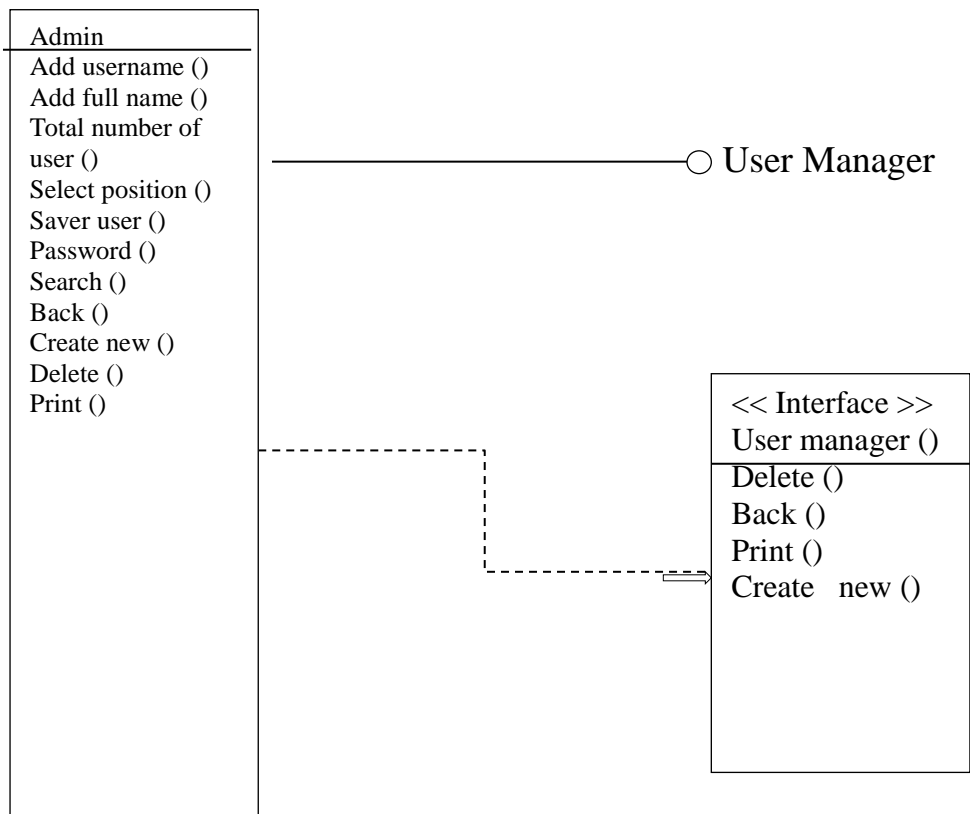 Admin
Add username ()
Add full name ()
Total number of
user ()
Select position ()
Saver user ()
Password ()
Search ()
Back ()
Create new ()
Delete ()
Print ()
User Manager
<< Interface >>
User manager ()
Delete ()
Back ()
Print ()
Create new ()